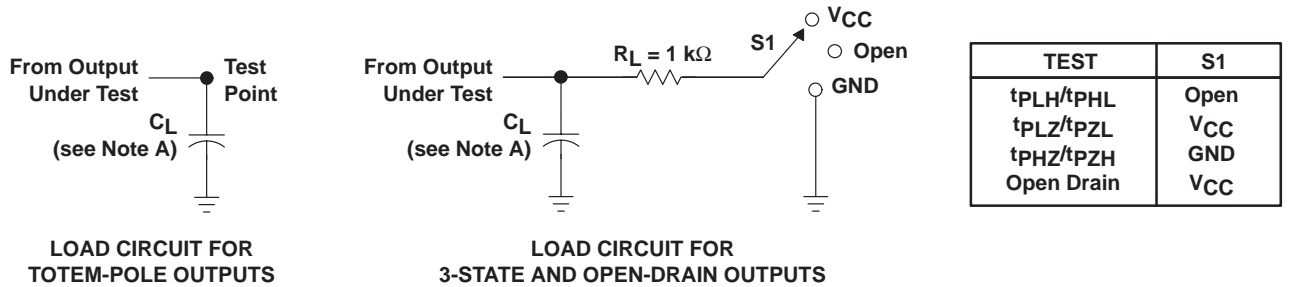 From Output
Under Test
Test
Point
CL
(see Note A)
LOAD CIRCUIT FOR
TOTEM-POLE OUTPUTS
From Output
Under Test
CL
(see Note A)
RL = 1 kΩ
S1
VCC
Open
GND
LOAD CIRCUIT FOR
3-STATE AND OPEN-DRAIN OUTPUTS
TEST S1
tPLH/tPHL Open
tPLZ/tPZL VCC
tPHZ/tPZH GND
Open Drain VCC